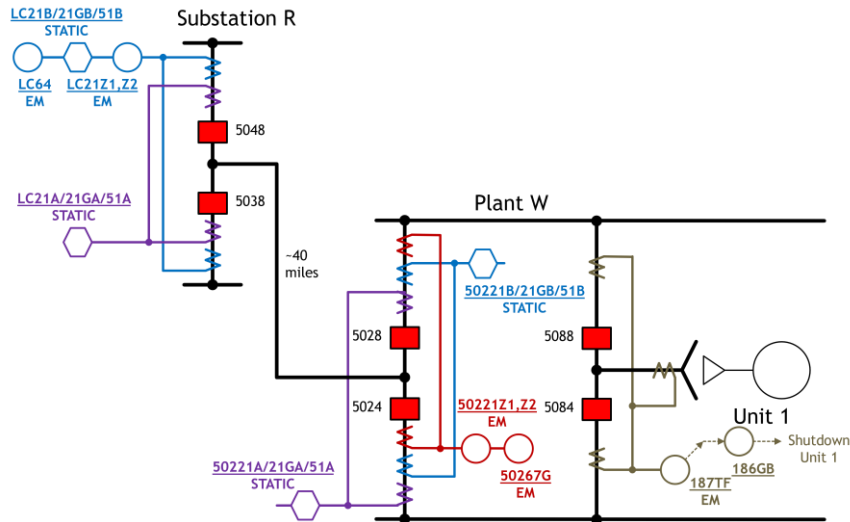 LC21B/21GB/51B
STATIC
Substation R
LC64
EM
LC21Z1,Z2
EM
5048
LC21A/21GA/51A
STATIC
5038
~40
miles
Plant W
50221B/21GB/51B
STATIC
5028
5088
5024
50221Z1,Z2
EM
5084
Unit 1
50221A/21GA/51A
STATIC
50267G
EM
187TF
EM
186GB
Shutdown
Unit 1